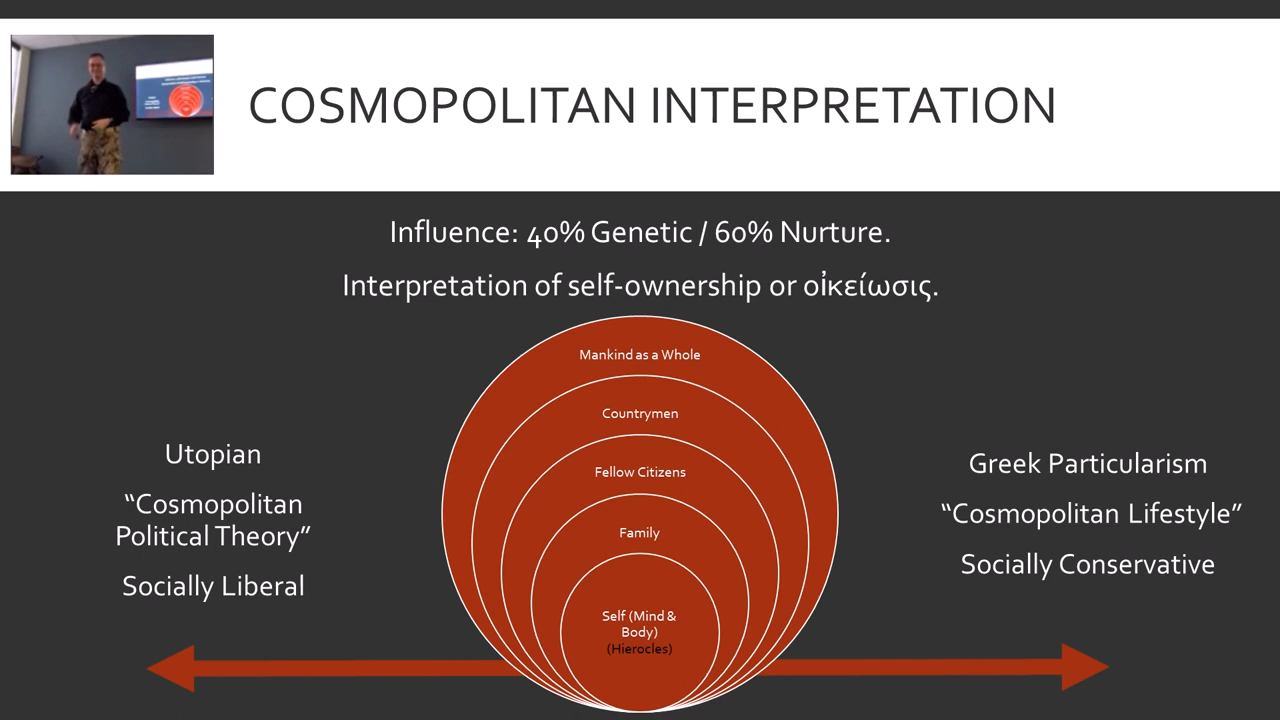 COSMOPOLITAN INTERPRETATION
Influence: 40% Genetic / 60% Nurture.
Interpretation of self-ownership or οἰκείωσις.
Mankind as a Whole
Countrymen
Fellow Citizens
Family
Self (Mind &
Body)
(Hierocles)
Utopian
“Cosmopolitan
Political Theory”
Socially Liberal
Greek Particularism
“Cosmopolitan Lifestyle”
Socially Conservative